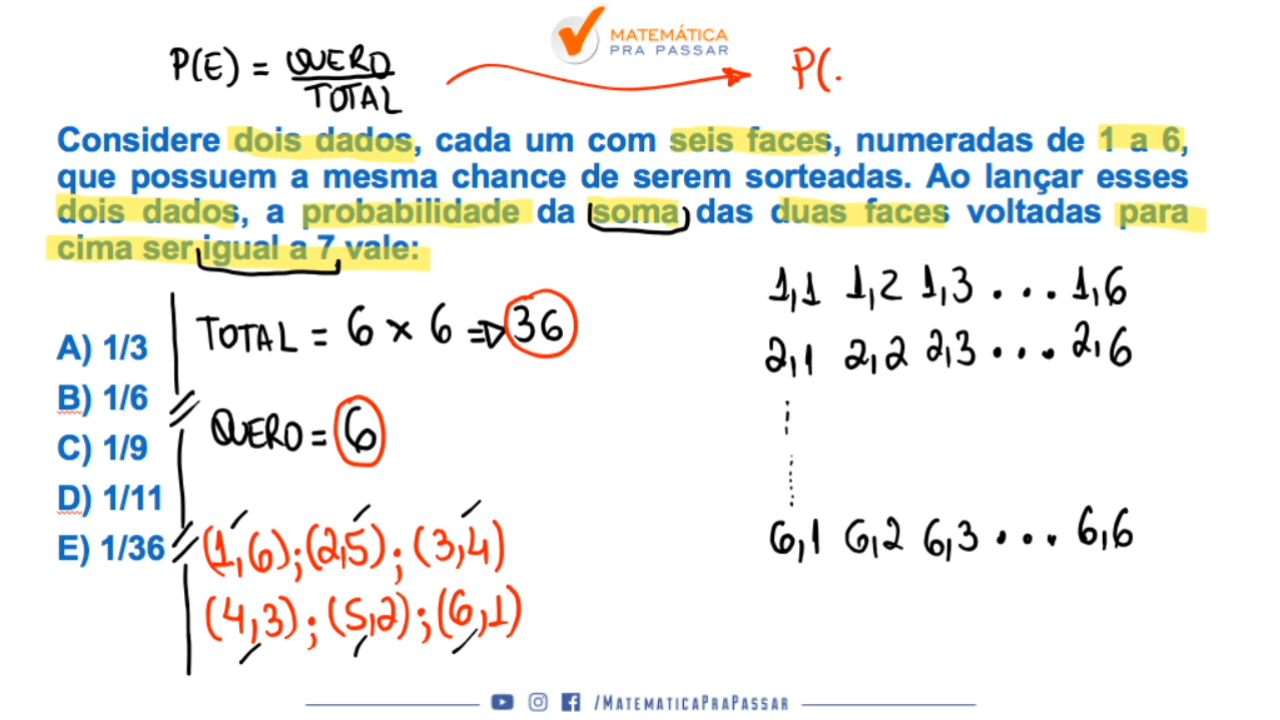 MATEMÁTICA
PRA PASSAR
P(E) = QUERO/TOTAL
P(.
Considere dois dados, cada um com seis faces, numeradas de 1 a 6,
que possuem a mesma chance de serem sorteadas. Ao lançar esses
dois dados, a probabilidade da soma das duas faces voltadas para
cima ser igual a 7 vale:
A) 1/3
B) 1/6
C) 1/9
D) 1/11
E) 1/36
TOTAL = 6 × 6 ⇒ 36
QUERO = 6
(1,6); (2,5); (3,4)
(4,3); (5,2); (6,1)
1,1 1,2 1,3 . . . 1,6
2,1 2,2 2,3 . . . 2,6
6,1 6,2 6,3 . . . 6,6
/MATEMATICAPRAPASSAR